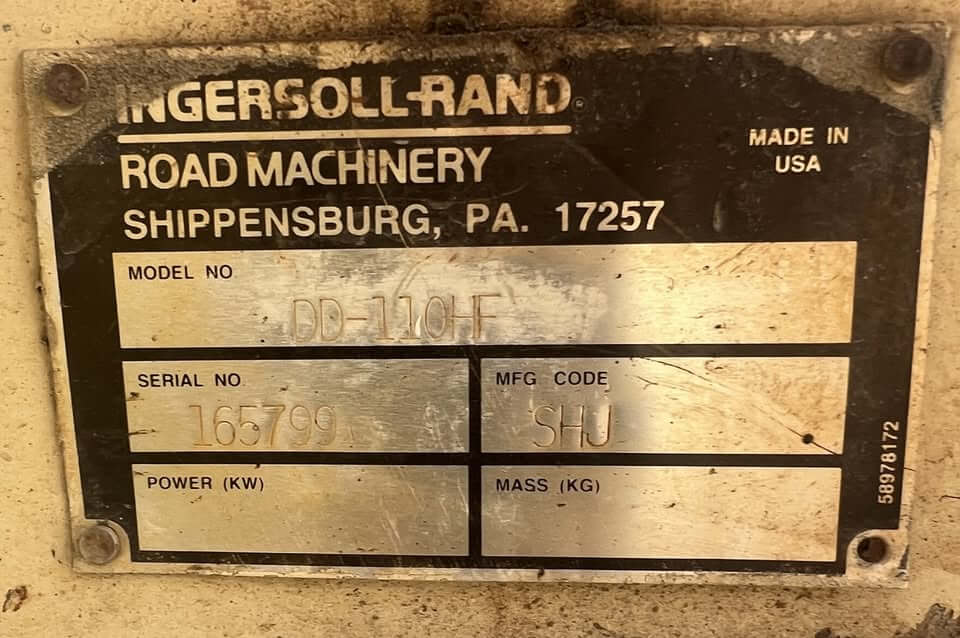 INGERSOLL-RAND®
ROAD MACHINERY
SHIPPENSBURG, PA. 17257
MADE IN
USA
MODEL NO
DD-110HF
SERIAL NO
165799
MFG CODE
SHJ
POWER (KW)
MASS (KG)
58978172